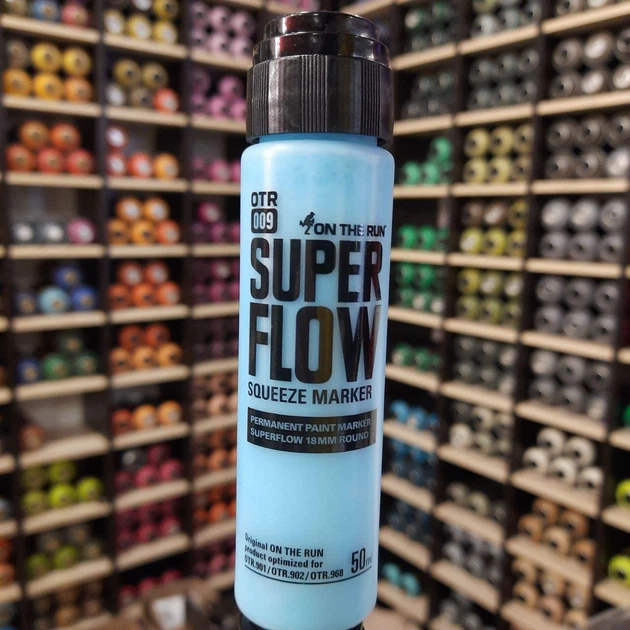 OTR
009
ON THE RUN
SUPER
FLOW
SQUEEZE MARKER
PERMANENT PAINT MARKER
SUPERFLOW 18MM ROUND
Original ON THE RUN
product optimized for
OTR.901/OTR.902/OTR.968
50ml